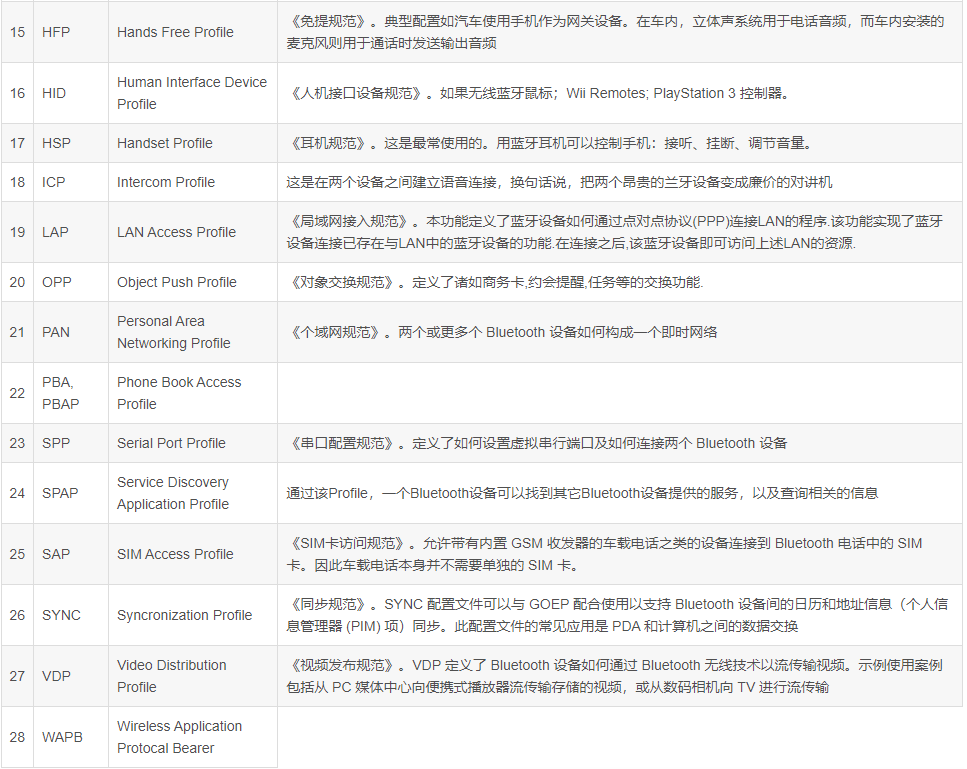 15 HFP Hands Free Profile 《免提规范》。典型配置如汽车使用手机作为网关设备。在车内，立体声系统用于电话音频，而车内安装的
麦克风则用于通话时发送输出音频
16 HID Human Interface Device
Profile 《人机接口设备规范》。如果无线蓝牙鼠标；Wii Remotes; PlayStation 3 控制器。
17 HSP Handset Profile 《耳机规范》。这是最常使用的。用蓝牙耳机可以控制手机：接听、挂断、调节音量。
18 ICP Intercom Profile 这是在两个设备之间建立语音连接，换句话说，把两个昂贵的兰牙设备变成廉价的对讲机
19 LAP LAN Access Profile 《局域网接入规范》。本功能定义了蓝牙设备如何通过点对点协议(PPP)连接LAN的程序.该功能实现了蓝牙
设备连接已存在与LAN中的蓝牙设备的功能.在连接之后,该蓝牙设备即可访问上述LAN的资源.
20 OPP Object Push Profile 《对象交换规范》。定义了诸如商务卡,约会提醒,任务等的交换功能.
21 PAN Personal Area
Networking Profile 《个域网规范》。两个或更多个 Bluetooth 设备如何构成一个即时网络
22 PBA,
PBAP Phone Book Access
Profile
23 SPP Serial Port Profile 《串口配置规范》。定义了如何设置虚拟串行端口及如何连接两个 Bluetooth 设备
24 SPAP Service Discovery
Application Profile 通过该Profile，一个Bluetooth设备可以找到其它Bluetooth设备提供的服务，以及查询相关的信息
25 SAP SIM Access Profile 《SIM卡访问规范》。允许带有内置 GSM 收发器的车载电话之类的设备连接到 Bluetooth 电话中的 SIM
卡。因此车载电话本身并不需要单独的 SIM 卡。
26 SYNC Syncronization Profile 《同步规范》。SYNC 配置文件可以与 GOEP 配合使用以支持 Bluetooth 设备间的日历和地址信息（个人信
息管理器 (PIM) 项）同步。此配置文件的常见应用是 PDA 和计算机之间的数据交换
27 VDP Video Distribution
Profile 《视频发布规范》。VDP 定义了 Bluetooth 设备如何通过 Bluetooth 无线技术以流传输视频。示例使用案例
包括从 PC 媒体中心向便携式播放器流传输存储的视频，或从数码相机向 TV 进行流传输
28 WAPB Wireless Application
Protocal Bearer